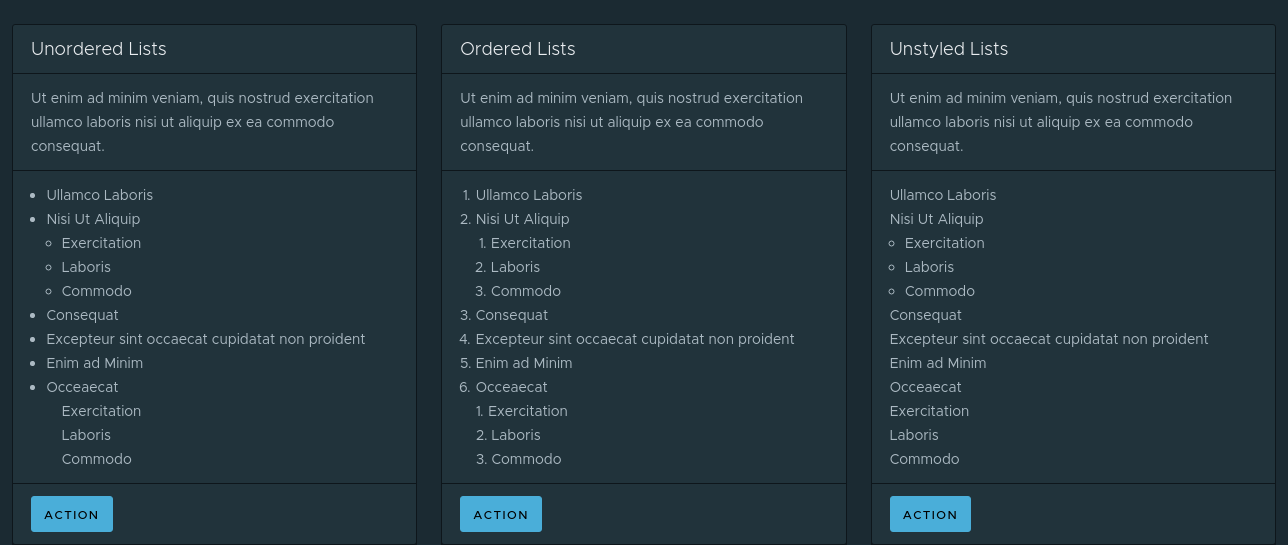 Unordered Lists
Ut enim ad minim veniam, quis nostrud exercitation
ullamco laboris nisi ut aliquip ex ea commodo
consequat.
• Ullamco Laboris
• Nisi Ut Aliquip
◦ Exercitation
◦ Laboris
◦ Commodo
• Consequat
• Excepteur sint occaecat cupidatat non proident
• Enim ad Minim
• Occeaecat
Exercitation
Laboris
Commodo
ACTION
Ordered Lists
Ut enim ad minim veniam, quis nostrud exercitation
ullamco laboris nisi ut aliquip ex ea commodo
consequat.
1. Ullamco Laboris
2. Nisi Ut Aliquip
1. Exercitation
2. Laboris
3. Commodo
3. Consequat
4. Excepteur sint occaecat cupidatat non proident
5. Enim ad Minim
6. Occeaecat
1. Exercitation
2. Laboris
3. Commodo
ACTION
Unstyled Lists
Ut enim ad minim veniam, quis nostrud exercitation
ullamco laboris nisi ut aliquip ex ea commodo
consequat.
Ullamco Laboris
Nisi Ut Aliquip
◦ Exercitation
◦ Laboris
◦ Commodo
Consequat
Excepteur sint occaecat cupidatat non proident
Enim ad Minim
Occeaecat
Exercitation
Laboris
Commodo
ACTION